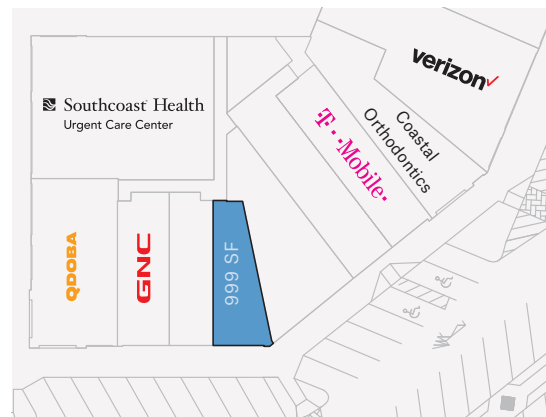 Southcoast Health
Urgent Care Center
verizon
Coastal
Orthodontics
T··Mobile·
QDOBA
GNC
999 SF